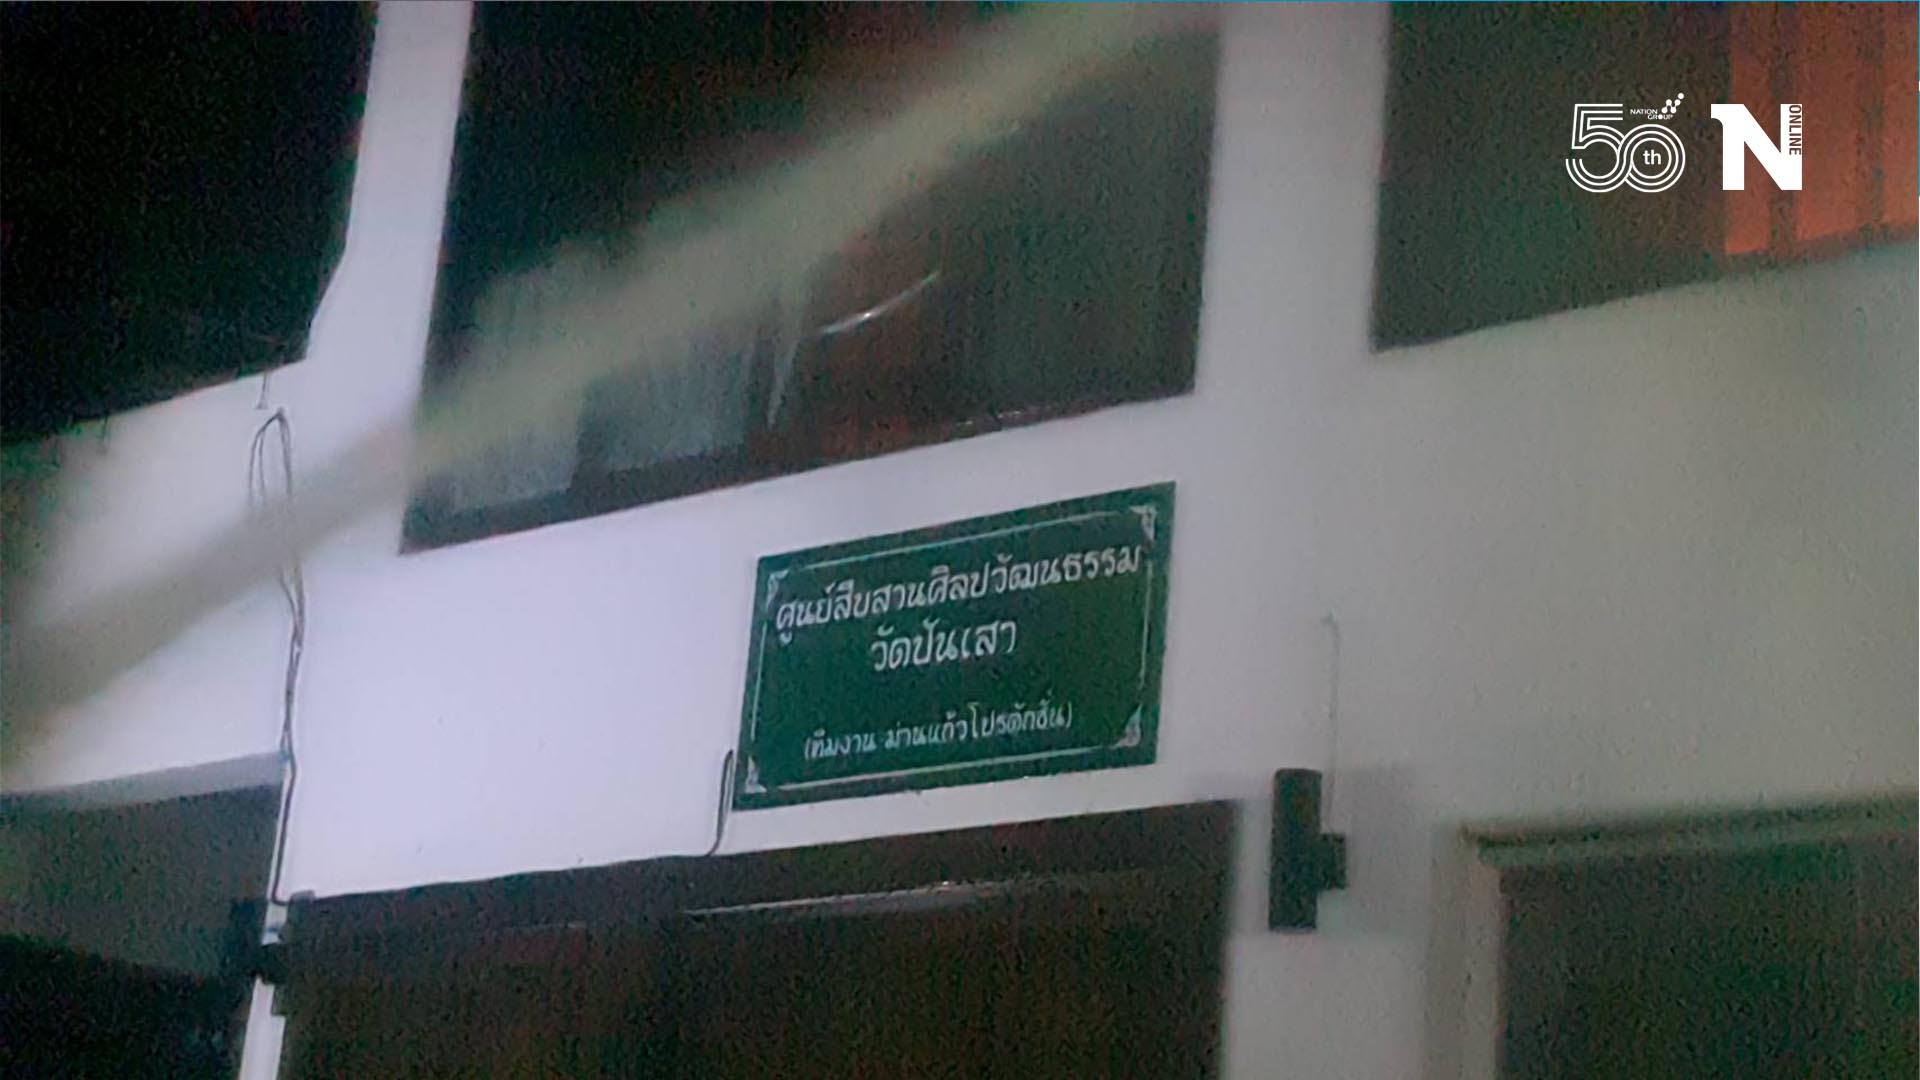 50th
NATION
GROUP
N ONLINE
ศูนย์สืบสานศิลปวัฒนธรรม
วัดปันเสา
(ทีมงาน ม่านแก้วโปรดักชั่น)